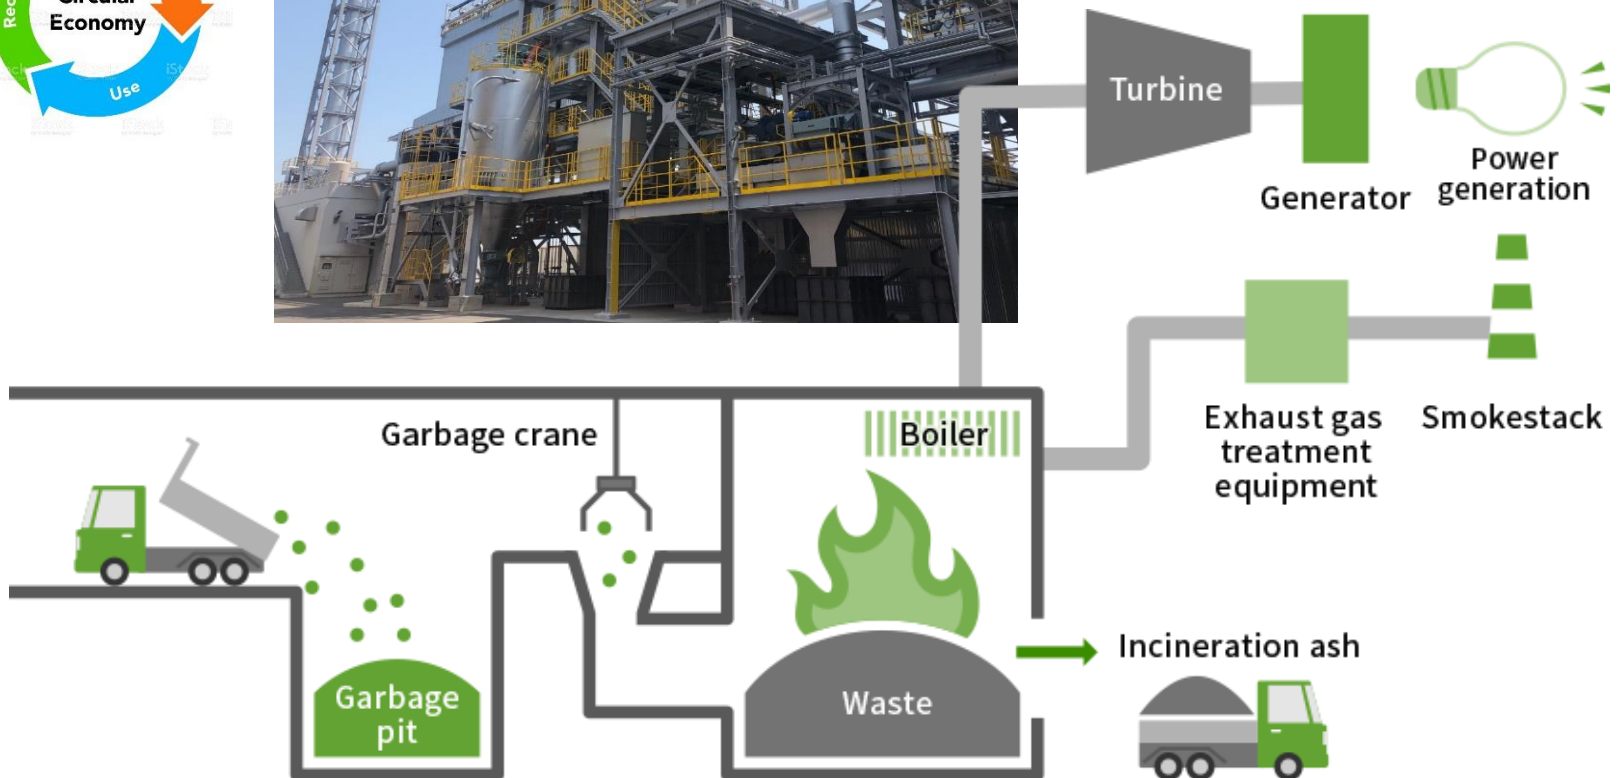 Economy
Use
Turbine
Generator
Power
generation
Exhaust gas
treatment
equipment
Smokestack
Garbage crane
Boiler
Garbage
pit
Waste
Incineration ash